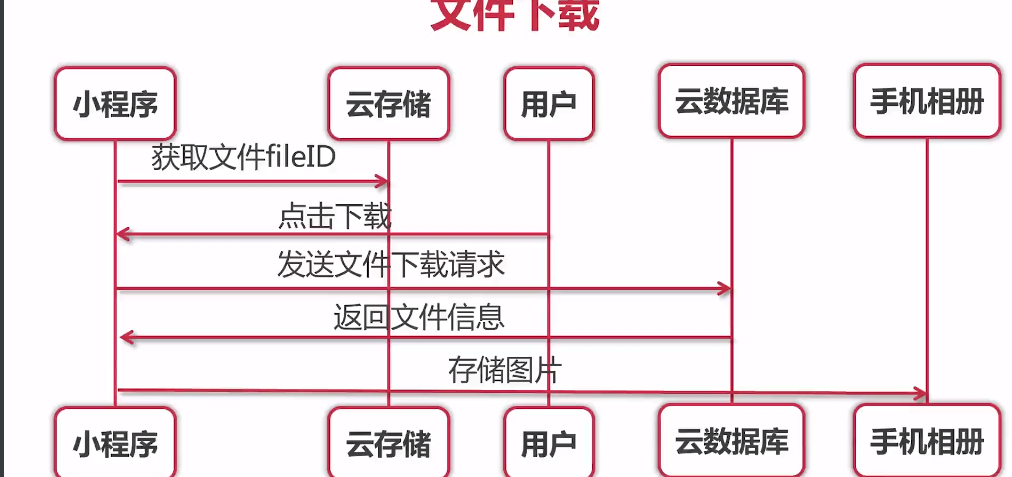 文件下载
小程序 云存储 用户 云数据库 手机相册
获取文件fileID
点击下载
发送文件下载请求
返回文件信息
存储图片
小程序 云存储 用户 云数据库 手机相册